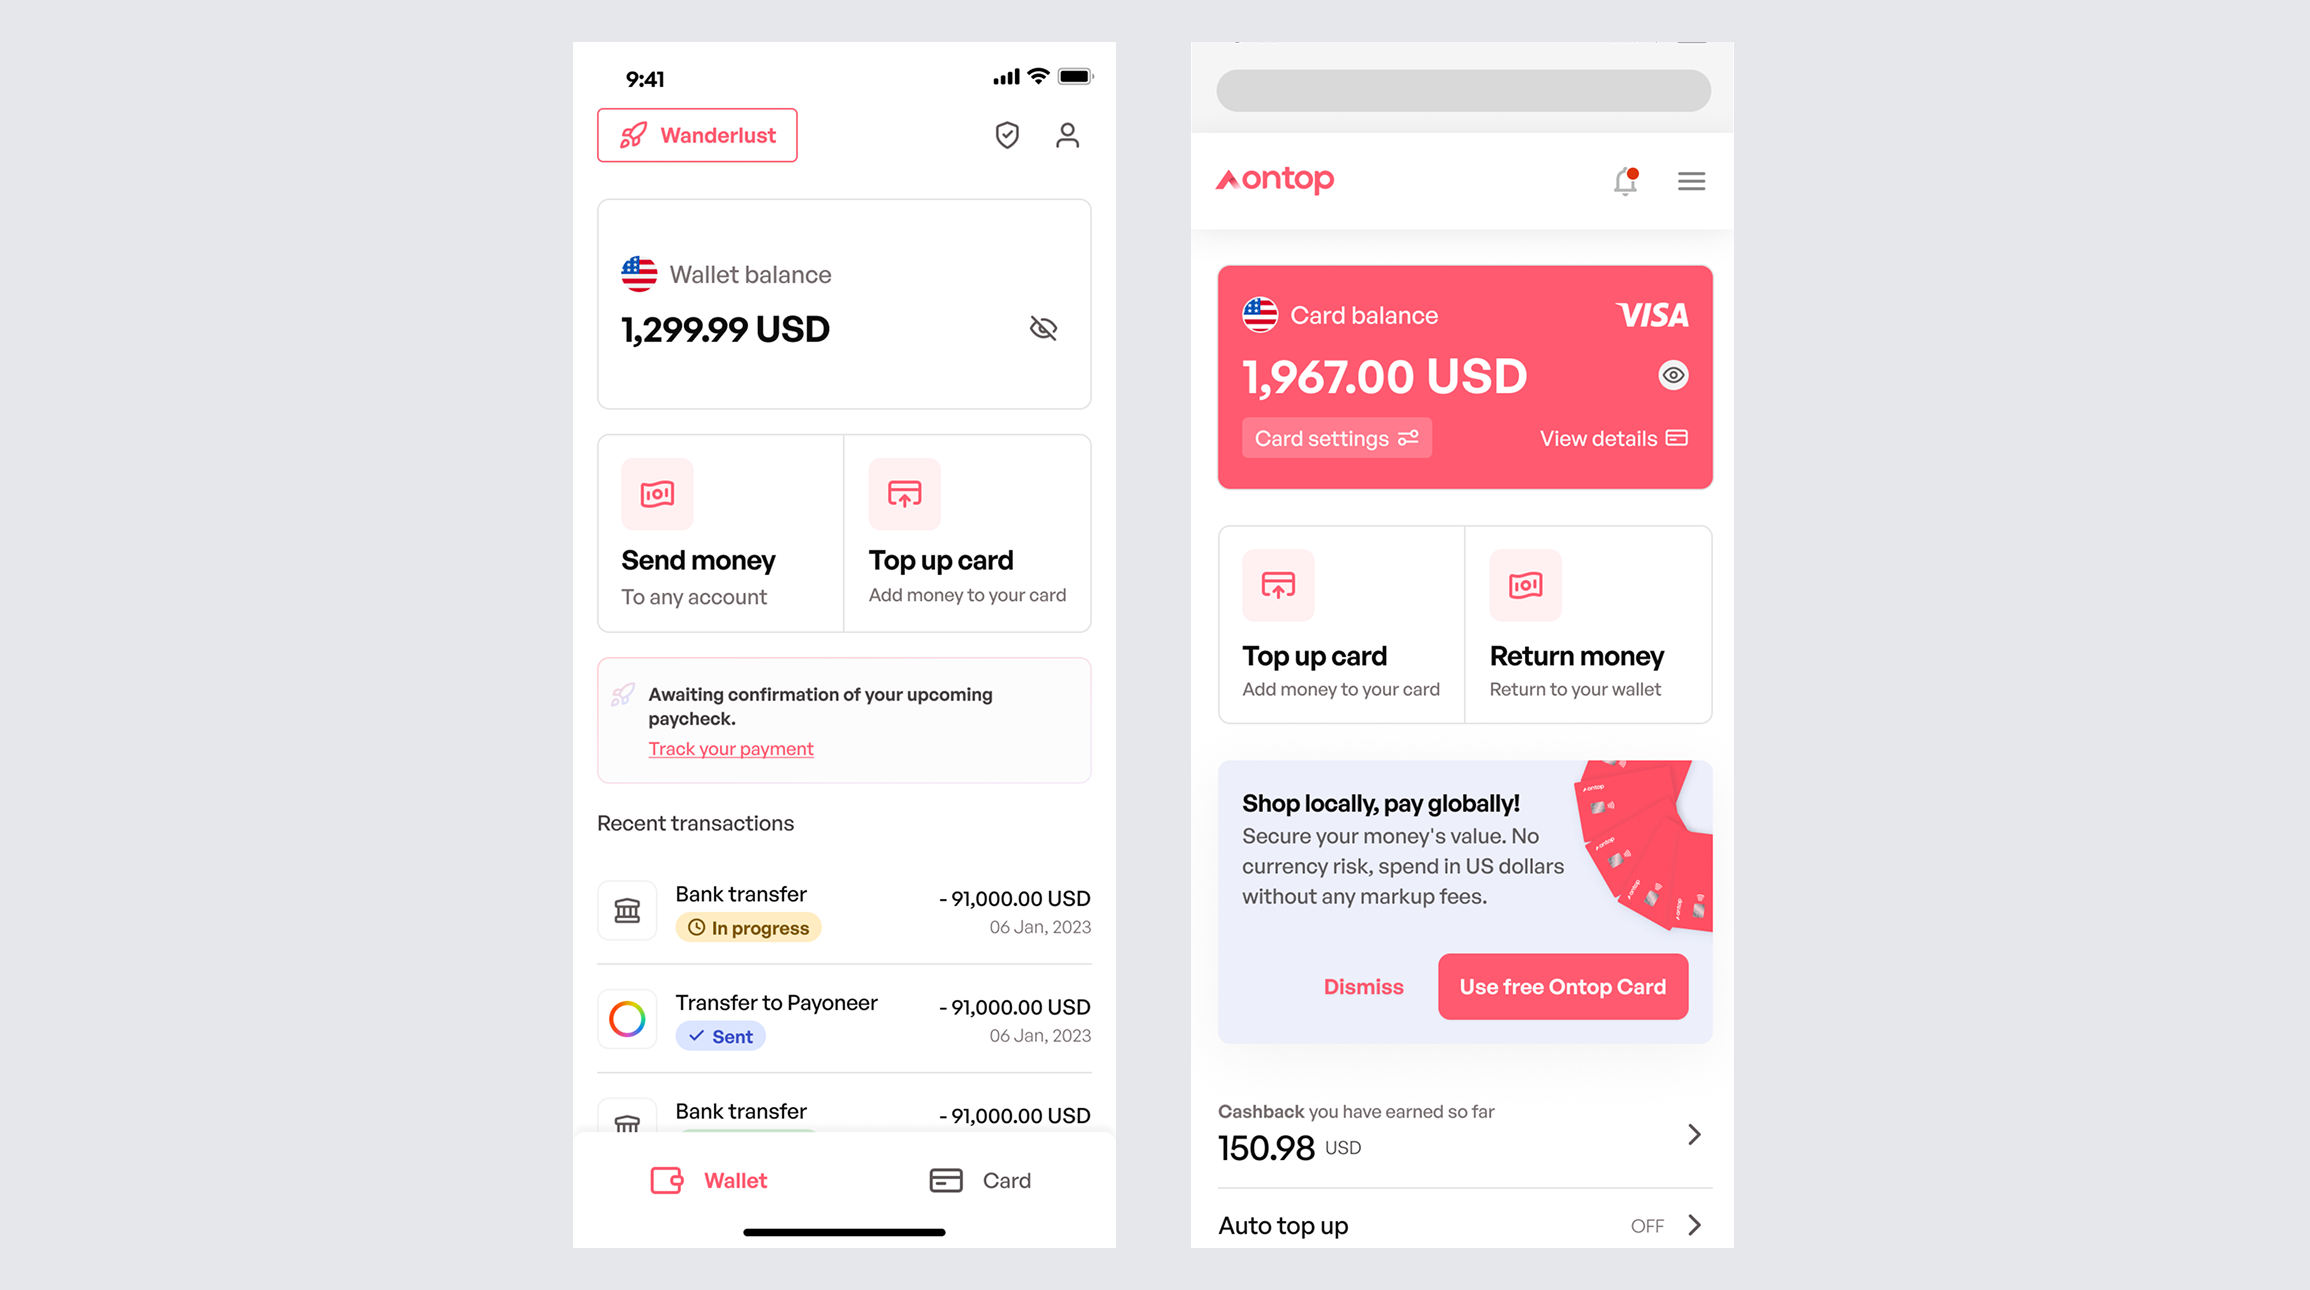 9:41
Wanderlust
Wallet balance
1,299.99 USD
Send money
To any account
Top up card
Add money to your card
Awaiting confirmation of your upcoming
paycheck.
Track your payment
Recent transactions
Bank transfer
- 91,000.00 USD
In progress
06 Jan, 2023
Transfer to Payoneer
- 91,000.00 USD
Sent
06 Jan, 2023
Bank transfer
- 91,000.00 USD
Wallet
Card
ontop
Card balance
VISA
1,967.00 USD
Card settings
View details
Top up card
Add money to your card
Return money
Return to your wallet
Shop locally, pay globally!
Secure your money's value. No
currency risk, spend in US dollars
without any markup fees.
ontop
ontop
ontop
ontop
Dismiss
Use free Ontop Card
Cashback you have earned so far
150.98 USD
Auto top up
OFF